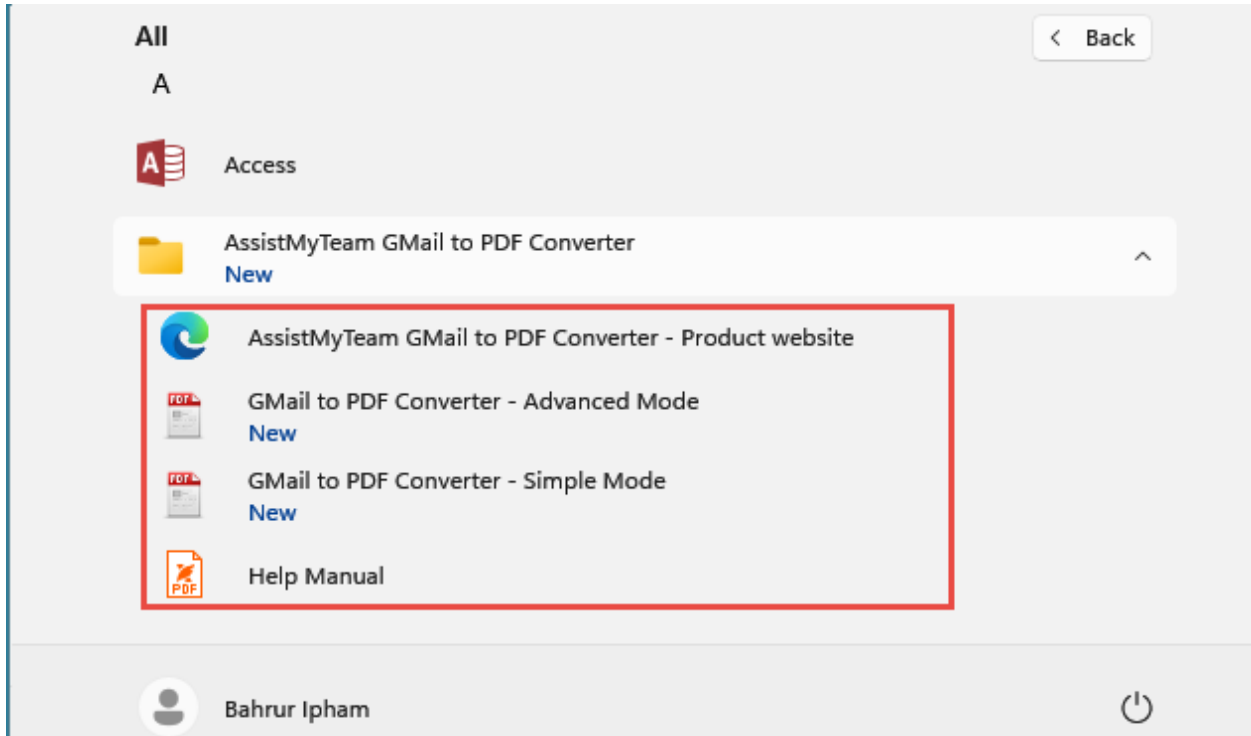 All
Back
A
Access
AssistMyTeam GMail to PDF Converter
New
AssistMyTeam GMail to PDF Converter - Product website
GMail to PDF Converter - Advanced Mode
New
GMail to PDF Converter - Simple Mode
New
Help Manual
PDF
Bahrur Ipham